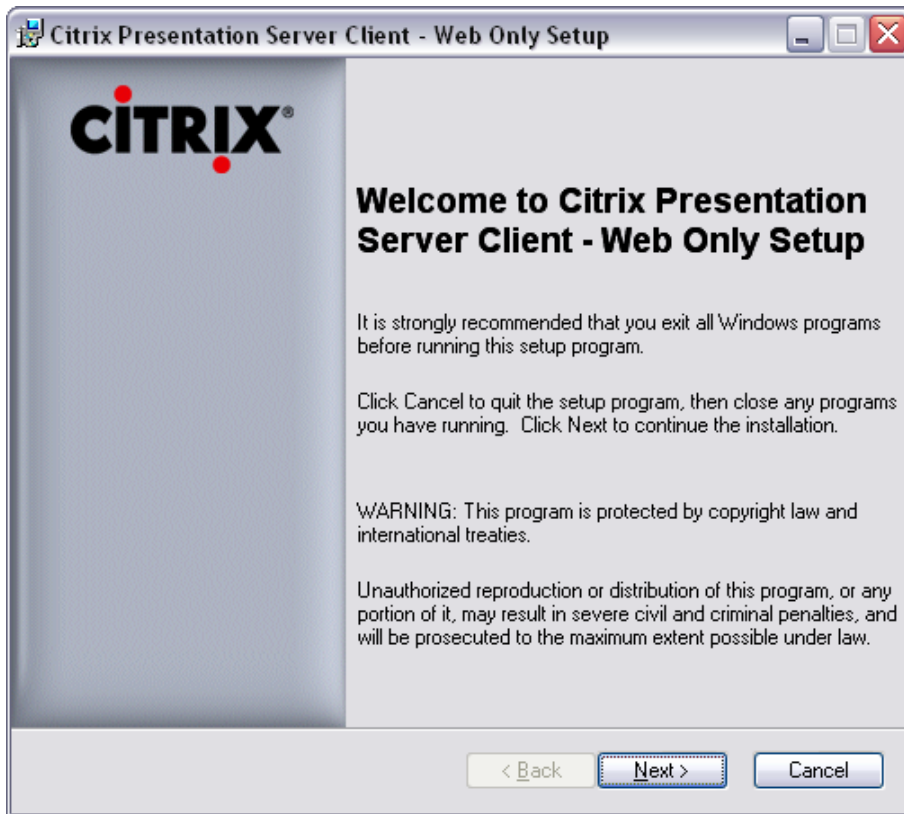 Citrix Presentation Server Client - Web Only Setup
CİTRIX®
Welcome to Citrix Presentation
Server Client - Web Only Setup
It is strongly recommended that you exit all Windows programs
before running this setup program.
Click Cancel to quit the setup program, then close any programs
you have running.  Click Next to continue the installation.
WARNING: This program is protected by copyright law and
international treaties.
Unauthorized reproduction or distribution of this program, or any
portion of it, may result in severe civil and criminal penalties, and
will be prosecuted to the maximum extent possible under law.
< Back
Next >
Cancel